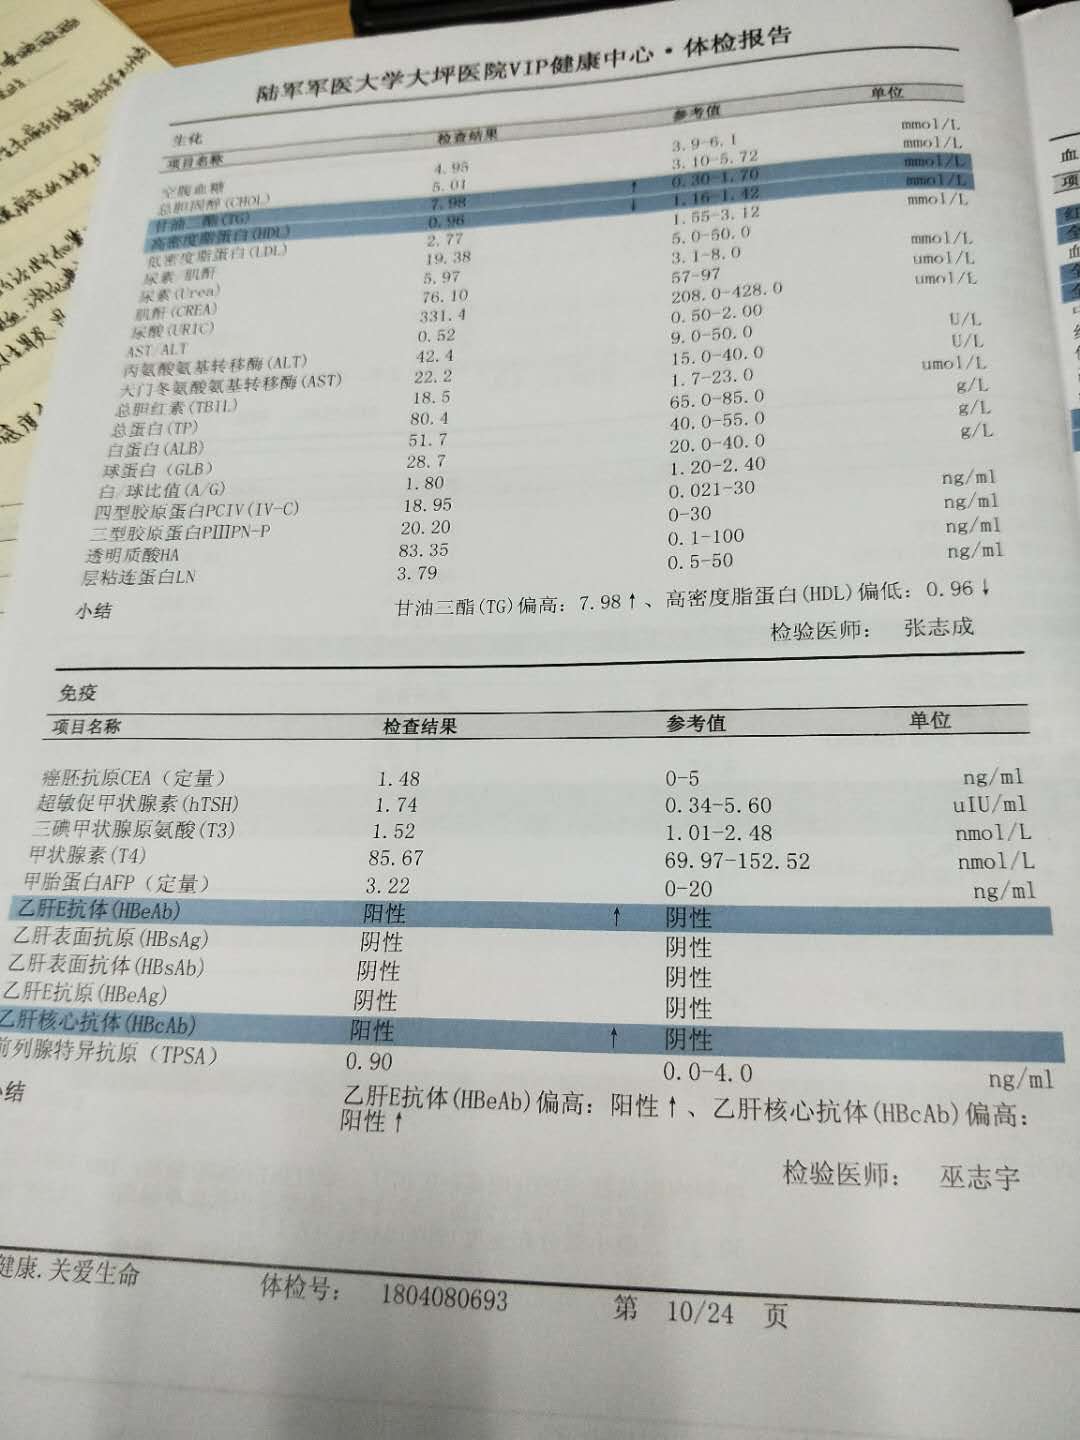 陆军军医大学大坪医院VIP健康中心·体检报告
生化
项目名称 检查结果 参考值 单位
空腹血糖 4.95 3.9-6.1 mmol/L
总胆固醇(CHOL) 5.01 3.10-5.72 mmol/L
甘油三酯(TG) 7.98 ↑ 0.30-1.70 mmol/L
高密度脂蛋白(HDL) 0.96 ↓ 1.16-1.42 mmol/L
低密度脂蛋白(LDL) 2.77 1.55-3.12 mmol/L
尿素/肌酐 19.38 5.0-50.0
尿素(Urea) 5.97 3.1-8.0 mmol/L
肌酐(CREA) 76.10 57-97 umol/L
尿酸(URIC) 331.4 208.0-428.0 umol/L
AST/ALT 0.52 0.50-2.00
丙氨酸氨基转移酶(ALT) 42.4 9.0-50.0 U/L
天门冬氨酸氨基转移酶(AST) 22.2 15.0-40.0 U/L
总胆红素(TBIL) 18.5 1.7-23.0 umol/L
总蛋白(TP) 80.4 65.0-85.0 g/L
白蛋白(ALB) 51.7 40.0-55.0 g/L
球蛋白（GLB) 28.7 20.0-40.0 g/L
白/球比值(A/G) 1.80 1.20-2.40
四型胶原蛋白PCIV(IV-C) 18.95 0.021-30 ng/ml
三型胶原蛋白PⅢPN-P 20.20 0-30 ng/ml
透明质酸HA 83.35 0.1-100 ng/ml
层粘连蛋白LN 3.79 0.5-50 ng/ml
小结 甘油三酯(TG)偏高：7.98↑、高密度脂蛋白(HDL)偏低：0.96↓
检验医师： 张志成
免疫
项目名称 检查结果 参考值 单位
癌胚抗原CEA（定量） 1.48 0-5 ng/ml
超敏促甲状腺素(hTSH) 1.74 0.34-5.60 uIU/ml
三碘甲状腺原氨酸(T3) 1.52 1.01-2.48 nmol/L
甲状腺素(T4) 85.67 69.97-152.52 nmol/L
甲胎蛋白AFP（定量） 3.22 0-20 ng/ml
乙肝E抗体(HBeAb) 阳性 ↑ 阴性
乙肝表面抗原(HBsAg) 阴性 阴性
乙肝表面抗体(HBsAb) 阴性 阴性
乙肝E抗原(HBeAg) 阴性 阴性
乙肝核心抗体(HBcAb) 阳性 ↑ 阴性
前列腺特异抗原（TPSA) 0.90 0.0-4.0 ng/ml
小结 乙肝E抗体(HBeAb)偏高：阳性↑、乙肝核心抗体(HBcAb)偏高：
阳性↑
检验医师： 巫志宇
健康.关爱生命 体检号： 1804080693 第 10/24 页